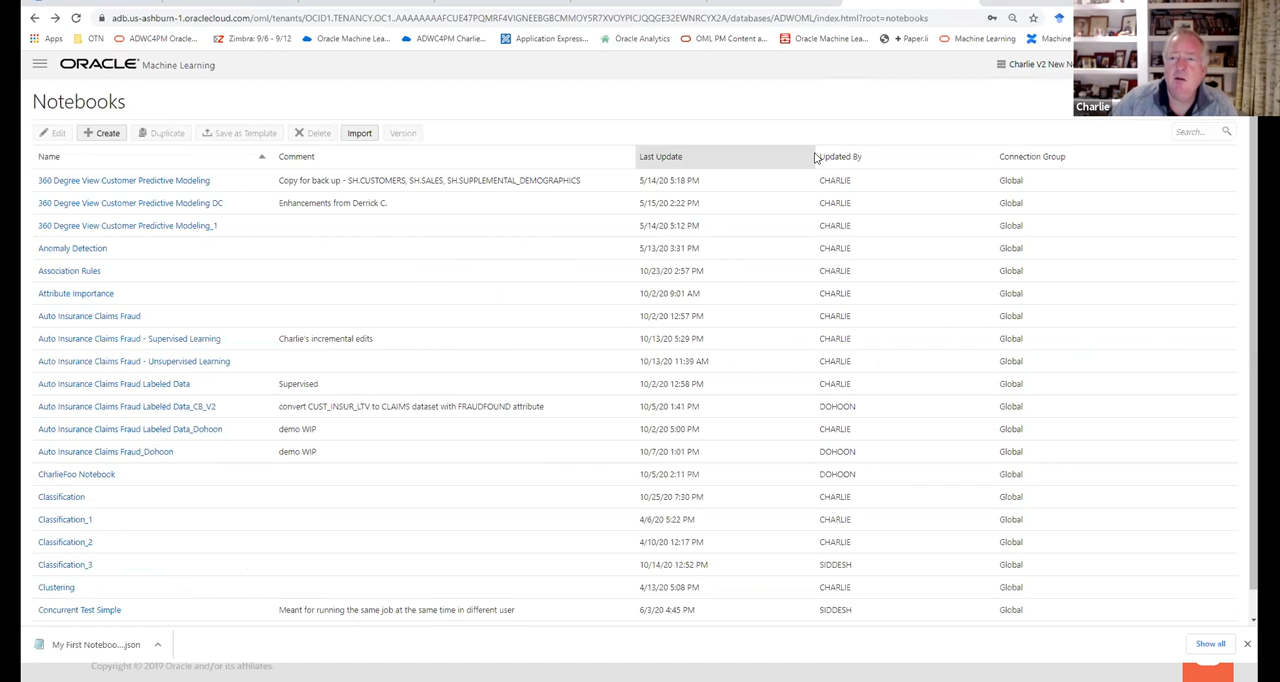 adb.us-ashburn-1.oraclecloud.com/oml/tenants/OCID1.TENANCY.OC1..AAAAAAAAFCUE47PQMRF4VIGNEEBGBCMMOY5R7XVOYPICJQQGE32EWNRCYX2A/databases/ADWOML/index.html?root=notebooks
Apps OTN ADWC4PM Oracle... Zimbra: 9/6 - 9/12 Oracle Machine Lea... ADWC4PM Charlie... Application Express... Oracle Analytics OML PM Content a... Oracle Machine Lea... + Paper.li Machine Learning Machine
ORACLE Machine Learning Charlie V2 New N
Charlie
Notebooks
Edit + Create Duplicate Save as Template Delete Import Version Search...
Name Comment Last Update Updated By Connection Group
360 Degree View Customer Predictive Modeling Copy for back up - SH.CUSTOMERS, SH.SALES, SH.SUPPLEMENTAL_DEMOGRAPHICS 5/14/20 5:18 PM CHARLIE Global
360 Degree View Customer Predictive Modeling DC Enhancements from Derrick C. 5/15/20 2:22 PM CHARLIE Global
360 Degree View Customer Predictive Modeling_1 5/14/20 5:12 PM CHARLIE Global
Anomaly Detection 5/13/20 3:31 PM CHARLIE Global
Association Rules 10/23/20 2:57 PM CHARLIE Global
Attribute Importance 10/2/20 9:01 AM CHARLIE Global
Auto Insurance Claims Fraud 10/2/20 12:57 PM CHARLIE Global
Auto Insurance Claims Fraud - Supervised Learning Charlie's incremental edits 10/13/20 5:29 PM CHARLIE Global
Auto Insurance Claims Fraud - Unsupervised Learning 10/13/20 11:39 AM CHARLIE Global
Auto Insurance Claims Fraud Labeled Data Supervised 10/2/20 12:58 PM CHARLIE Global
Auto Insurance Claims Fraud Labeled Data_CB_V2 convert CUST_INSUR_LTV to CLAIMS dataset with FRAUDFOUND attribute 10/5/20 1:41 PM DOHOON Global
Auto Insurance Claims Fraud Labeled Data_Dohoon demo WIP 10/2/20 5:00 PM CHARLIE Global
Auto Insurance Claims Fraud_Dohoon demo WIP 10/7/20 1:01 PM DOHOON Global
CharlieFoo Notebook 10/5/20 2:11 PM DOHOON Global
Classification 10/25/20 7:30 PM CHARLIE Global
Classification_1 4/6/20 5:22 PM CHARLIE Global
Classification_2 4/10/20 12:17 PM CHARLIE Global
Classification_3 10/14/20 12:52 PM SIDDESH Global
Clustering 4/13/20 5:08 PM CHARLIE Global
Concurrent Test Simple Meant for running the same job at the same time in different user 6/3/20 4:45 PM SIDDESH Global
My First Noteboo....json Show all
Copyright © 2019 Oracle and/or its affiliates.